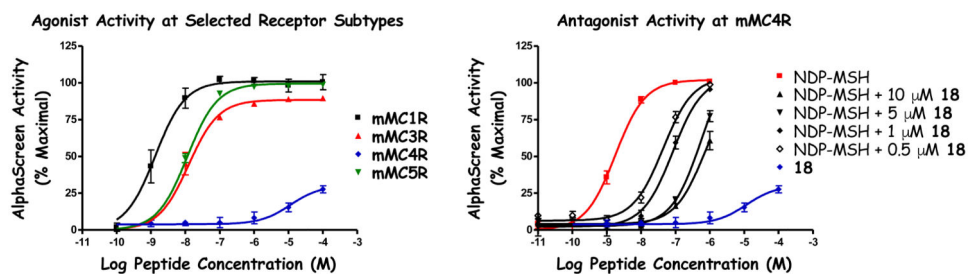 Agonist Activity at Selected Receptor Subtypes
AlphaScreen Activity
(% Maximal)
125
100
75
50
25
0
-11 -10 -9 -8 -7 -6 -5 -4 -3
Log Peptide Concentration (M)
mMC1R
mMC3R
mMC4R
mMC5R
Antagonist Activity at mMC4R
AlphaScreen Activity
(% Maximal)
125
100
75
50
25
0
-11 -10 -9 -8 -7 -6 -5 -4 -3
Log Peptide Concentration (M)
NDP-MSH
NDP-MSH + 10 μM 18
NDP-MSH + 5 μM 18
NDP-MSH + 1 μM 18
NDP-MSH + 0.5 μM 18
18